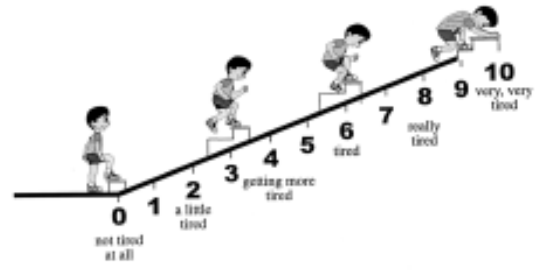 0
not tired
at all
1
2
a little
tired
3
getting more
tired
4
5
6
tired
7
8
really
tired
9
10
very, very
tired